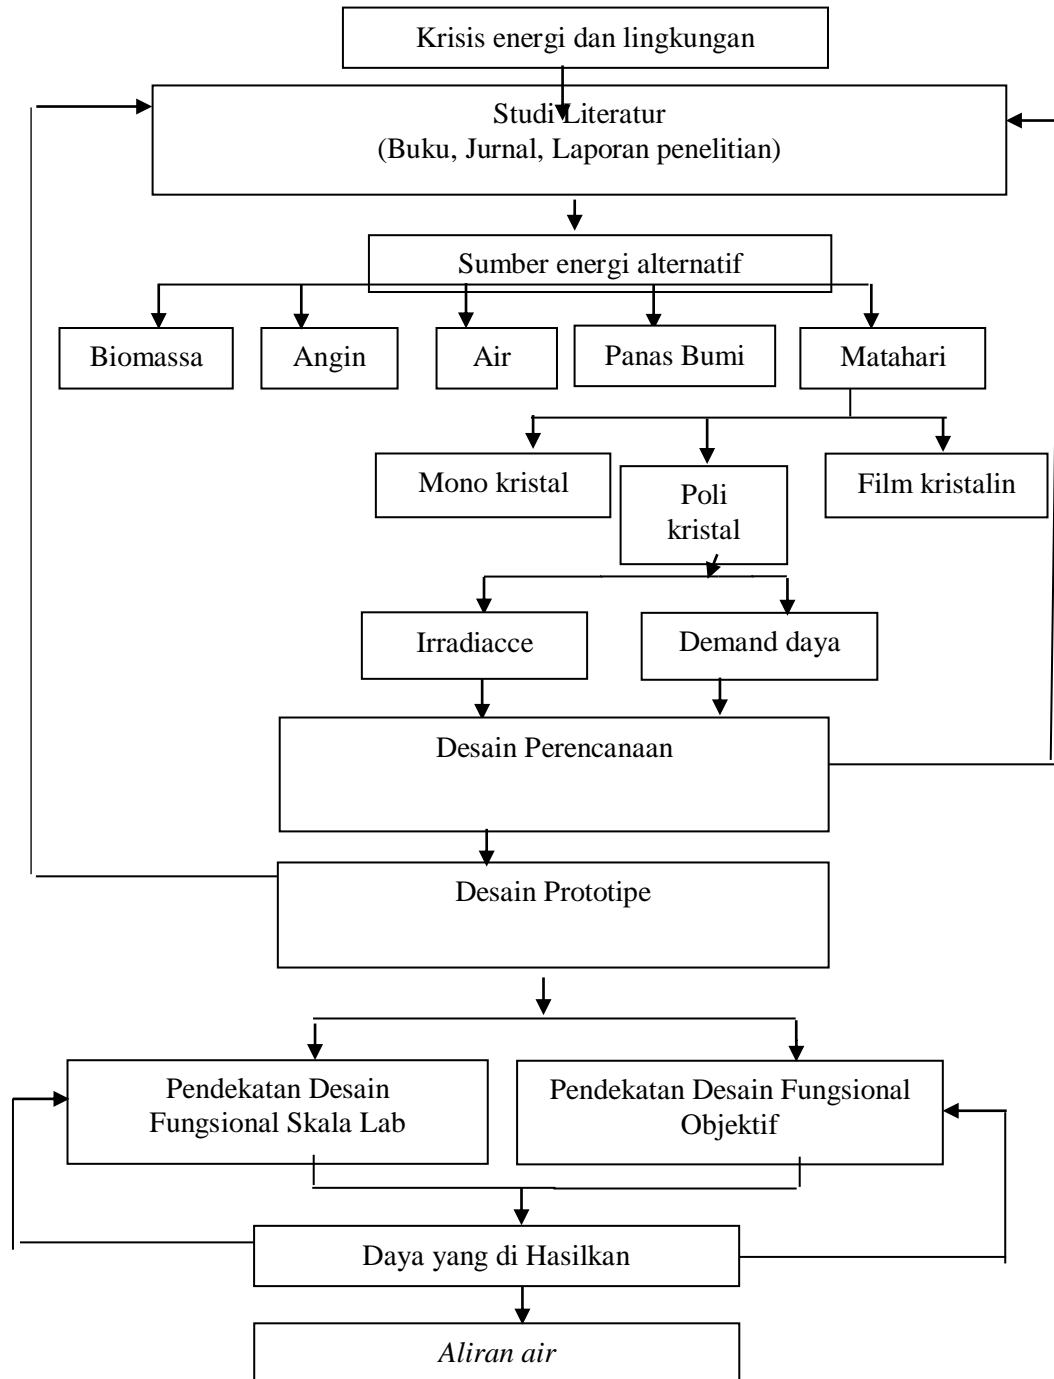 Krisis energi dan lingkungan
Studi Literatur
(Buku, Jurnal, Laporan penelitian)
Sumber energi alternatif
Biomassa
Angin
Air
Panas Bumi
Matahari
Mono kristal
Poli
kristal
Film kristalin
Irradiacce
Demand daya
Desain Perencanaan
Desain Prototipe
Pendekatan Desain
Fungsional Skala Lab
Pendekatan Desain Fungsional
Objektif
Daya yang di Hasilkan
Aliran air